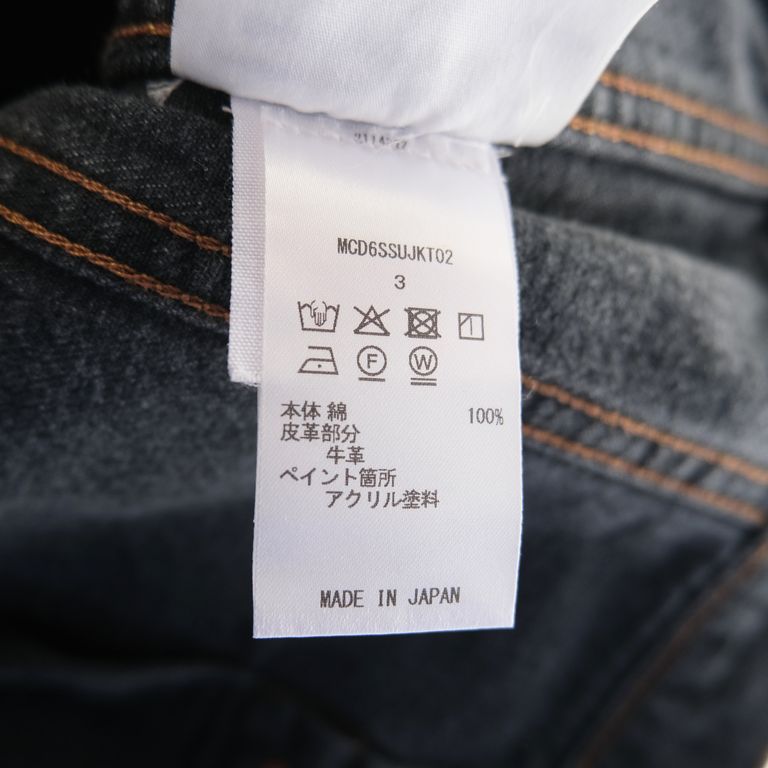 MCD6SSUJKT02
3
F W
本体 綿 100%
皮革部分
牛革
ペイント箇所
アクリル塗料
MADE IN JAPAN